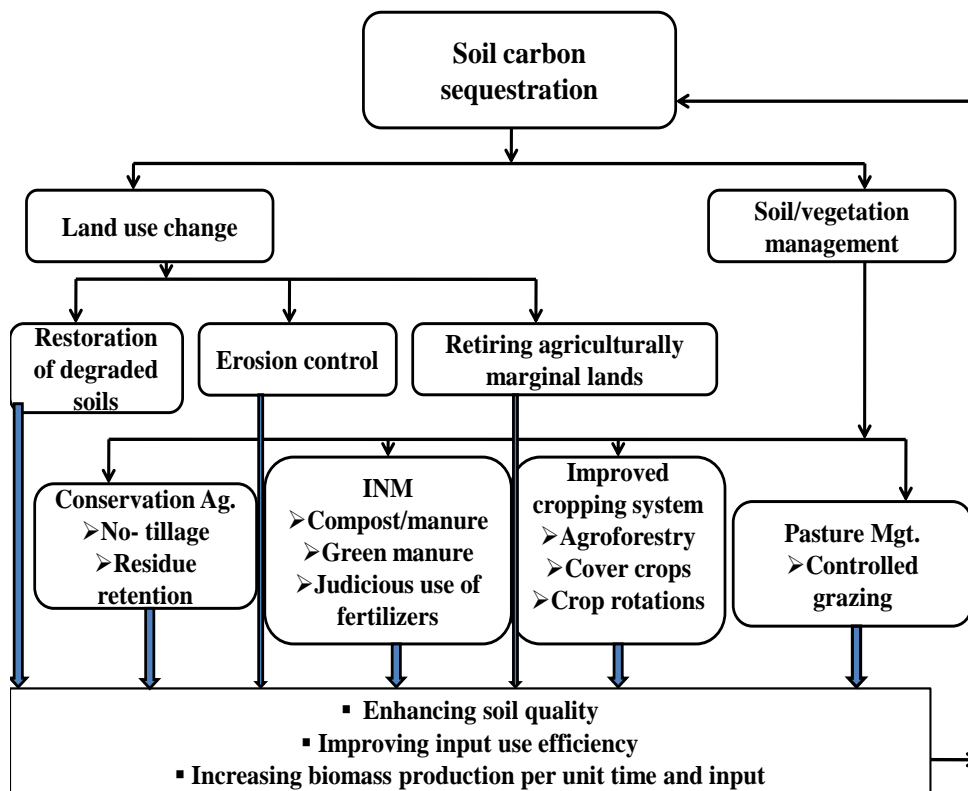 Soil carbon
sequestration
Land use change
Soil/vegetation
management
Restoration
of degraded
soils
Erosion control
Retiring agriculturally
marginal lands
Conservation Ag.
➢No- tillage
➢Residue
retention
INM
➢Compost/manure
➢Green manure
➢Judicious use of
fertilizers
Improved
cropping system
➢Agroforestry
➢Cover crops
➢Crop rotations
Pasture Mgt.
➢Controlled
grazing
▪ Enhancing soil quality
▪ Improving input use efficiency
▪ Increasing biomass production per unit time and input